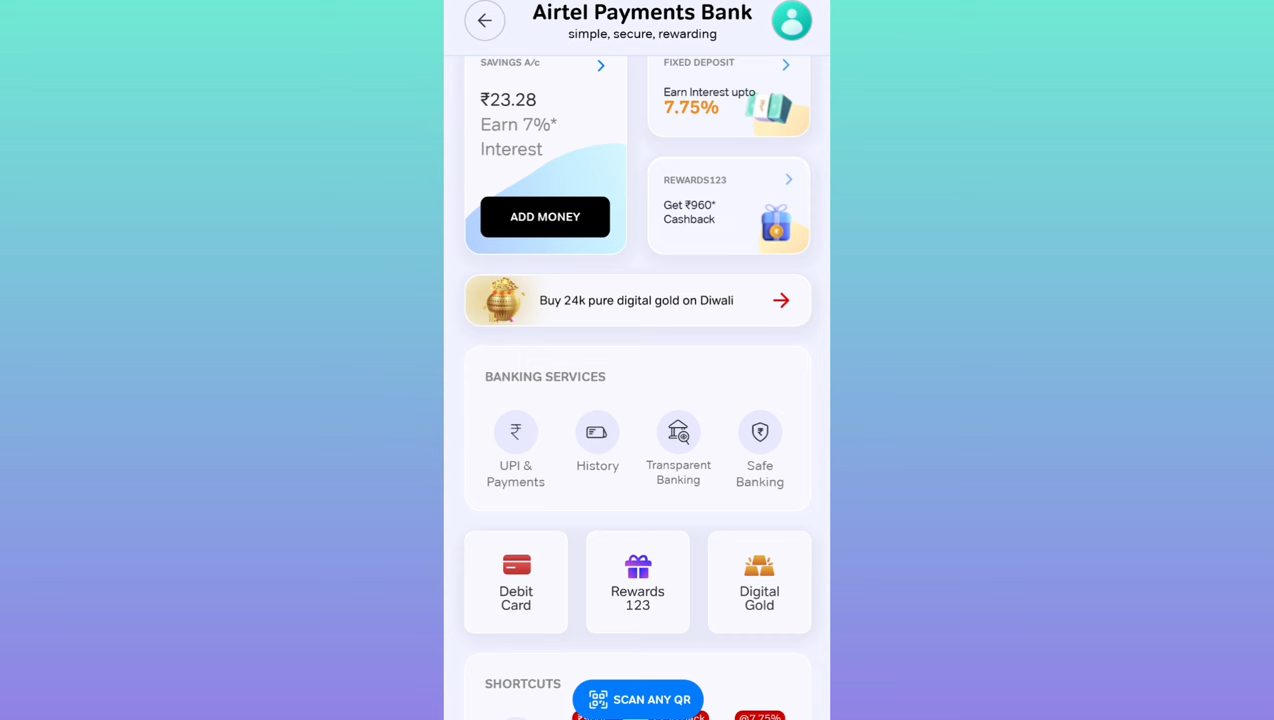 Airtel Payments Bank
simple, secure, rewarding
SAVINGS A/c
₹23.28
Earn 7%*
Interest
ADD MONEY
FIXED DEPOSIT
Earn Interest upto
7.75%
REWARDS123
Get ₹960*
Cashback
Buy 24k pure digital gold on Diwali
BANKING SERVICES
UPI &
Payments
History
Transparent
Banking
Safe
Banking
Debit
Card
Rewards
123
Digital
Gold
SHORTCUTS
SCAN ANY QR
@7.75%